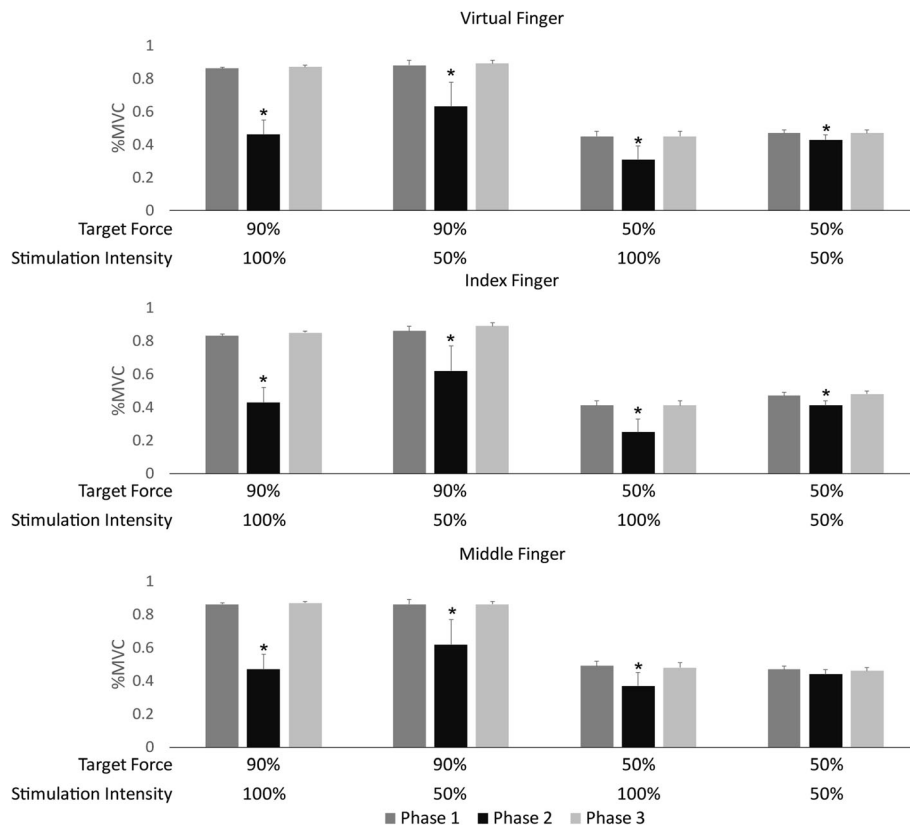 Virtual Finger
1
0.8
0.6
0.4
0.2
0
%MVC
* * * *
Target Force 90% 90% 50% 50%
Stimulation Intensity 100% 50% 100% 50%
Index Finger
1
0.8
0.6
0.4
0.2
0
%MVC
* * * *
Target Force 90% 90% 50% 50%
Stimulation Intensity 100% 50% 100% 50%
Middle Finger
1
0.8
0.6
0.4
0.2
0
%MVC
* * *
Target Force 90% 90% 50% 50%
Stimulation Intensity 100% 50% 100% 50%
Phase 1 Phase 2 Phase 3